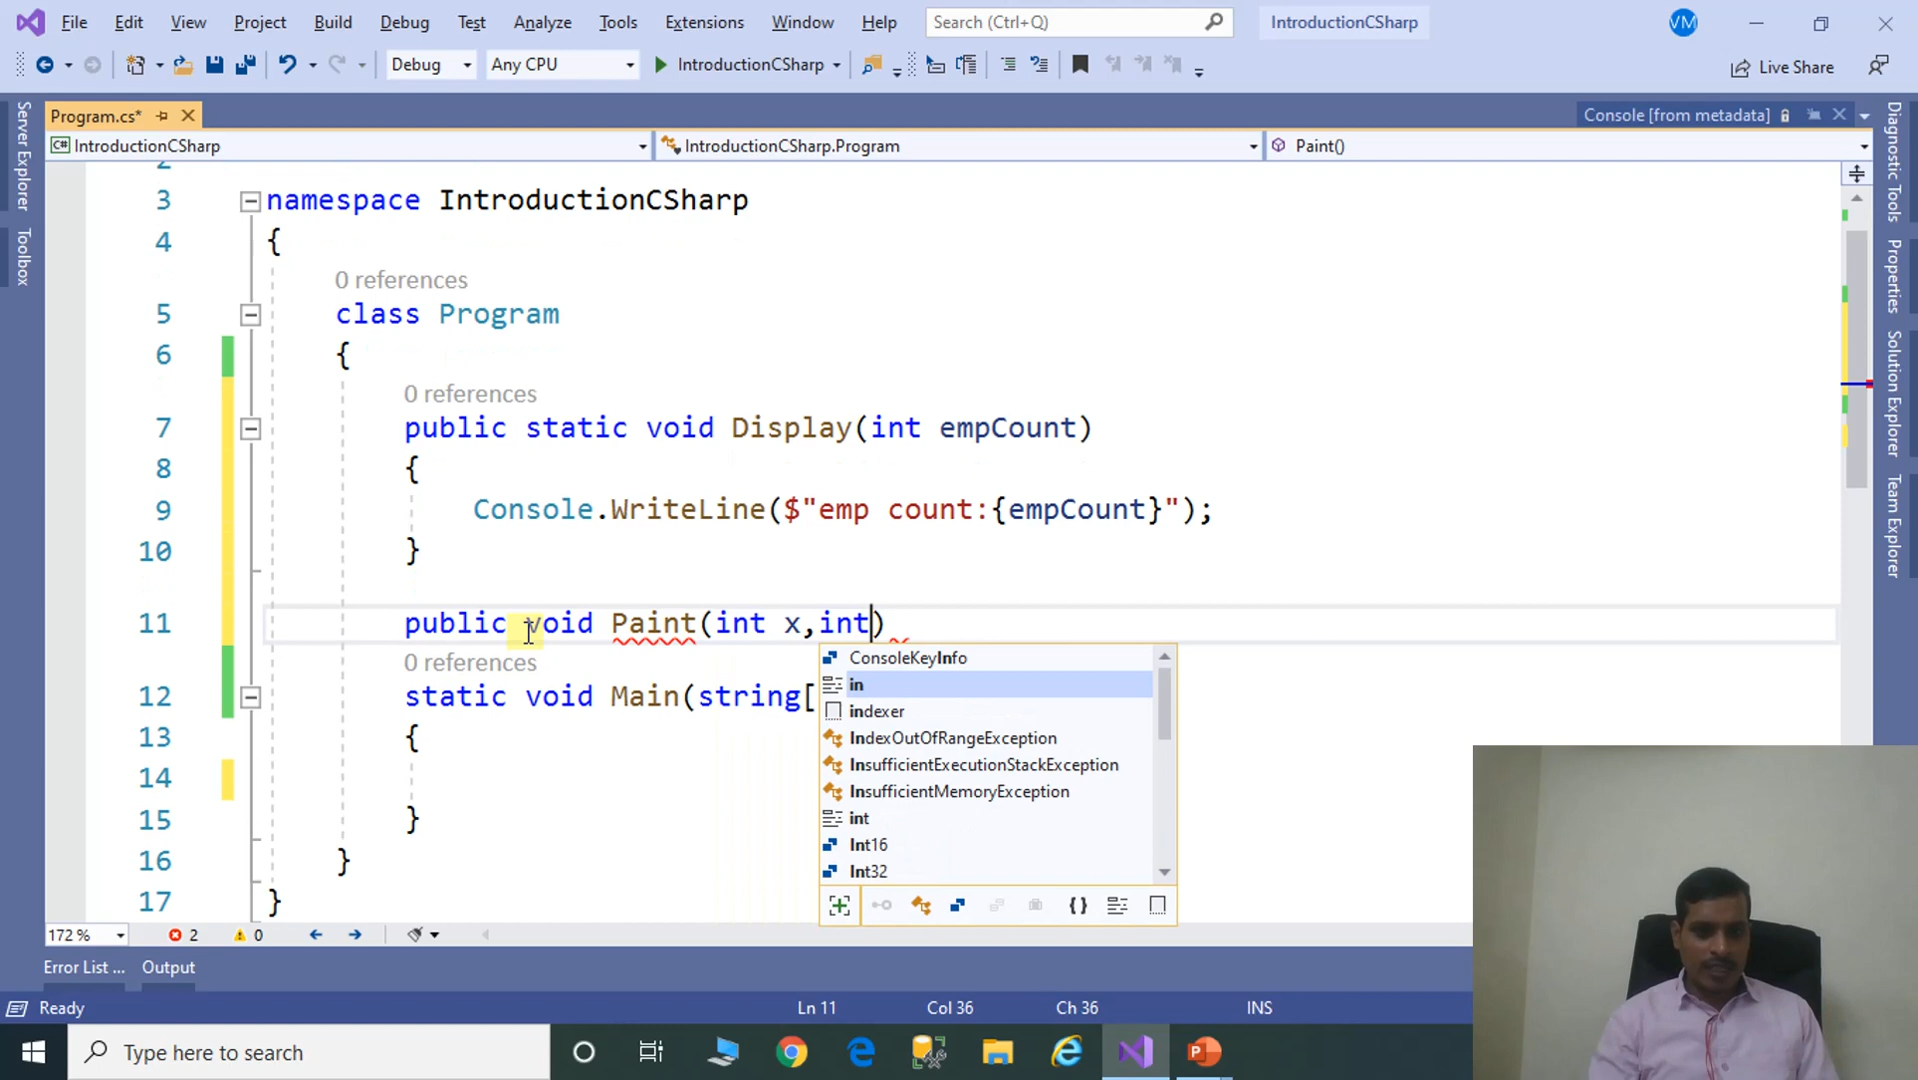 File Edit View Project Build Debug Test Analyze Tools Extensions Window Help Search (Ctrl+Q) IntroductionCSharp VM
Debug Any CPU IntroductionCSharp Live Share
Program.cs* Console [from metadata]
C# IntroductionCSharp IntroductionCSharp.Program Paint()
Server Explorer
Toolbox
Diagnostic Tools
Properties
Solution Explorer
Team Explorer
2
3 namespace IntroductionCSharp
4 {
0 references
5 class Program
6 {
0 references
7 public static void Display(int empCount)
8 {
9 Console.WriteLine($"emp count:{empCount}");
10 }
11 public void Paint(int x,int)
0 references
12 static void Main(string[
13 {
14
15 }
16 }
17 }
ConsoleKeyInfo
in
indexer
IndexOutOfRangeException
InsufficientExecutionStackException
InsufficientMemoryException
int
Int16
Int32
172 % 2 0
Error List ... Output
Ready Ln 11 Col 36 Ch 36 INS
Type here to search